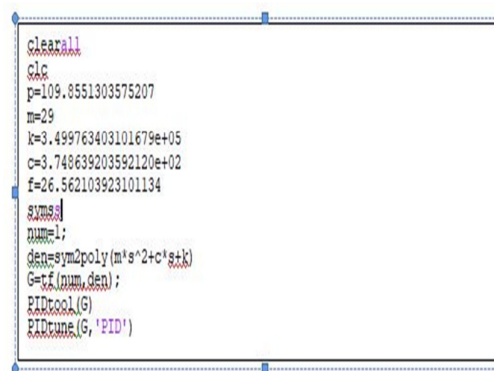 clearall
clc
p=109.8551303575207
m=29
k=3.499763403101679e+05
c=3.748639203592120e+02
f=26.562103923101134
symss
num=1;
den=sym2poly(m*s^2+c*s+k)
G=tf(num,den);
PIDtool(G)
PIDtune(G,'PID')